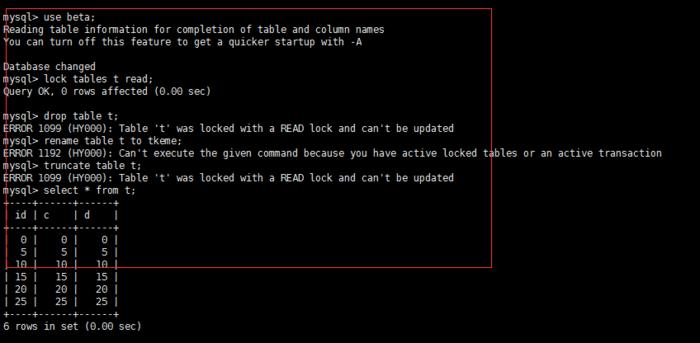 mysql> use beta;
Reading table information for completion of table and column names
You can turn off this feature to get a quicker startup with -A
Database changed
mysql> lock tables t read;
Query OK, 0 rows affected (0.00 sec)
mysql> drop table t;
ERROR 1099 (HY000): Table 't' was locked with a READ lock and can't be updated
mysql> rename table t to tkeme;
ERROR 1192 (HY000): Can't execute the given command because you have active locked tables or an active transaction
mysql> truncate table t;
ERROR 1099 (HY000): Table 't' was locked with a READ lock and can't be updated
mysql> select * from t;
+----+------+------+
| id | c    | d    |
+----+------+------+
|  0 |    0 |    0 |
|  5 |    5 |    5 |
| 10 |   10 |   10 |
| 15 |   15 |   15 |
| 20 |   20 |   20 |
| 25 |   25 |   25 |
+----+------+------+
6 rows in set (0.00 sec)